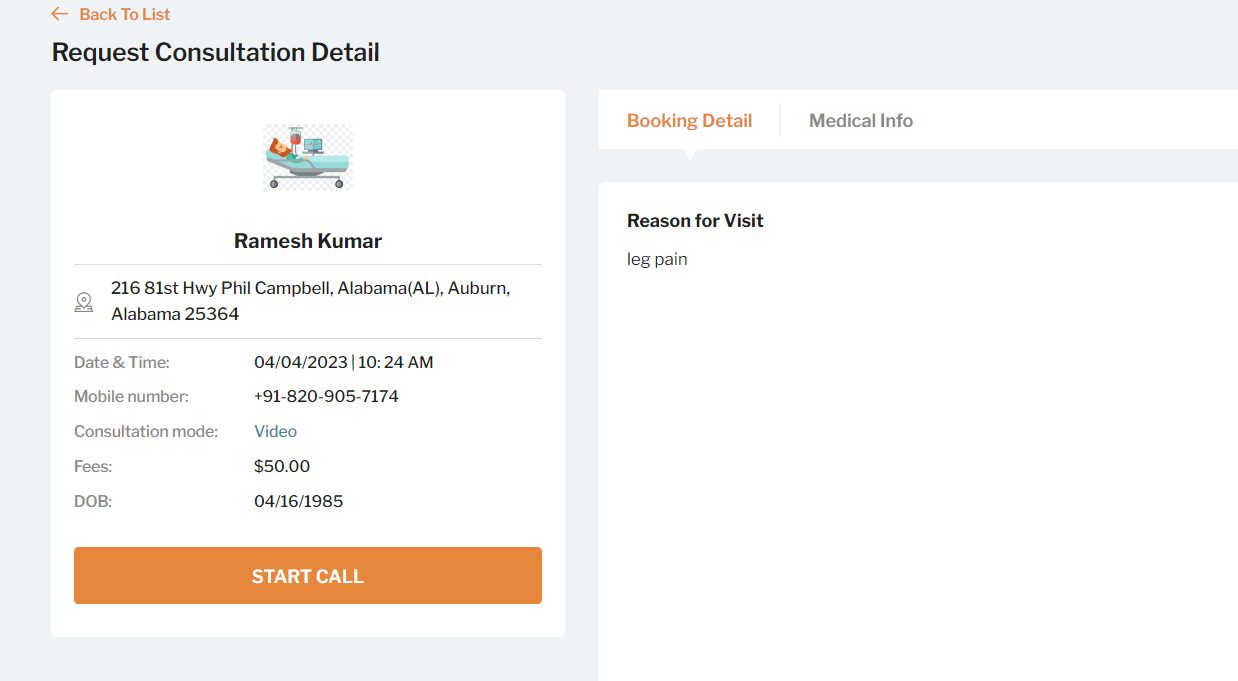 Back To List
Request Consultation Detail
Ramesh Kumar
216 81st Hwy Phil Campbell, Alabama(AL), Auburn,
Alabama 25364
Date & Time: 04/04/2023 | 10: 24 AM
Mobile number: +91-820-905-7174
Consultation mode: Video
Fees: $50.00
DOB: 04/16/1985
START CALL
Booking Detail
Medical Info
Reason for Visit
leg pain